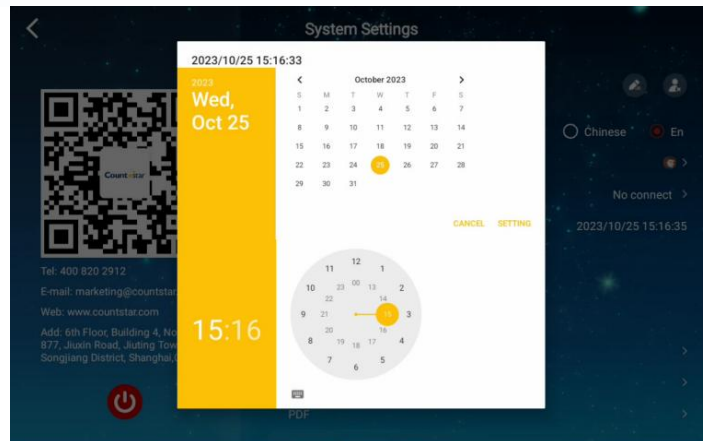 System Settings
2023/10/25 15:16:33
2023
Wed,
Oct 25
October 2023
S M T W T F S
1 2 3 4 5 6 7
8 9 10 11 12 13 14
15 16 17 18 19 20 21
22 23 24 25 26 27 28
29 30 31
CANCEL SETTING
15:16
12
11 1
00
10 23 13 2
22 14
9 21 15 3
20 16
8 19 18 17 4
7 5
6
Countstar
Tel: 400 820 2912
E-mail: marketing@countstar.
Web: www.countstar.com
Add: 6th Floor, Building 4, No
877, Jiuxin Road, Jiuting Tow
Songjiang District, Shanghai,
Chinese En
No connect
2023/10/25 15:16:35
PDF